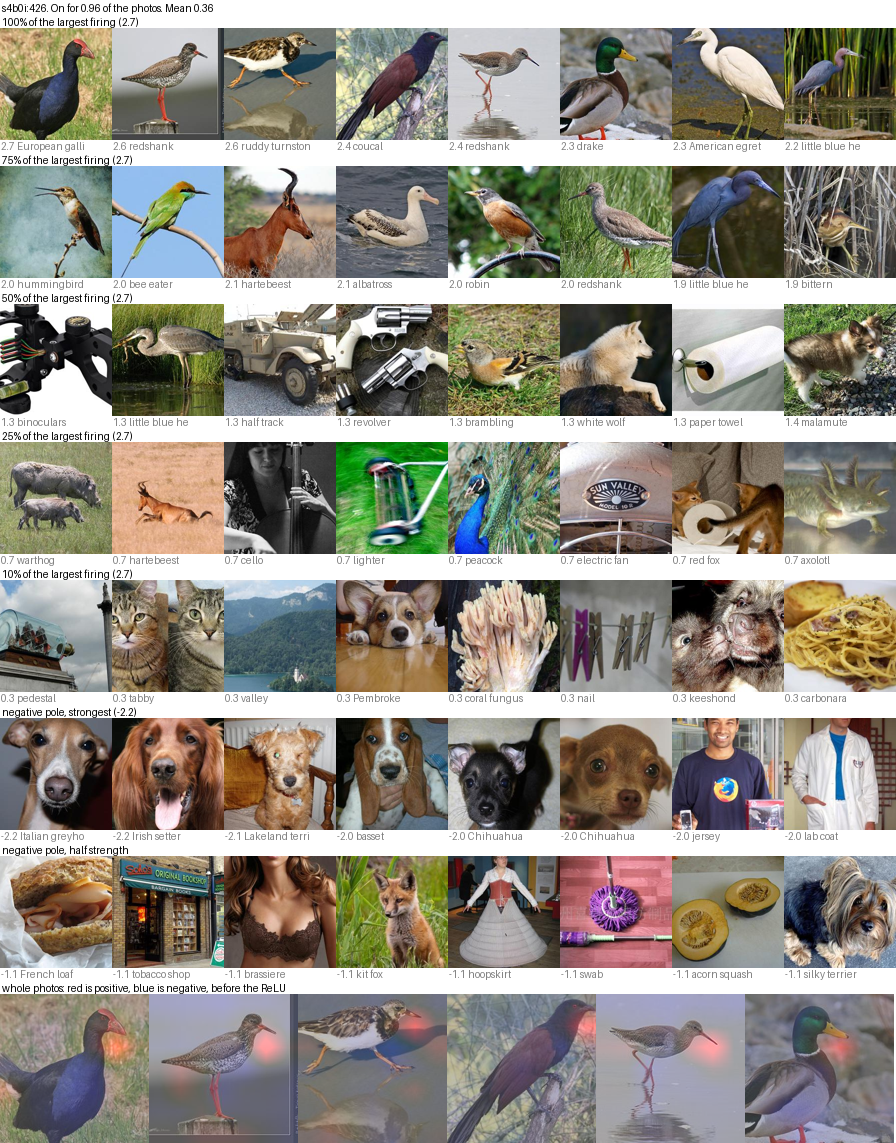 s4b0i:426. On for 0.96 of the photos. Mean 0.36
100% of the largest firing (2.7)
2.7 European galli 2.6 redshank 2.6 ruddy turnston 2.4 coucal 2.4 redshank 2.3 drake 2.3 American egret 2.2 little blue he
75% of the largest firing (2.7)
2.0 hummingbird 2.0 bee eater 2.1 hartebeest 2.1 albatross 2.0 robin 2.0 redshank 1.9 little blue he 1.9 bittern
50% of the largest firing (2.7)
1.3 binoculars 1.3 little blue he 1.3 half track 1.3 revolver 1.3 brambling 1.3 white wolf 1.3 paper towel 1.4 malamute
25% of the largest firing (2.7)
SUN VALLEY
MODEL 10 R
0.7 warthog 0.7 hartebeest 0.7 cello 0.7 lighter 0.7 peacock 0.7 electric fan 0.7 red fox 0.7 axolotl
10% of the largest firing (2.7)
0.3 pedestal 0.3 tabby 0.3 valley 0.3 Pembroke 0.3 coral fungus 0.3 nail 0.3 keeshond 0.3 carbonara
negative pole, strongest (-2.2)
-2.2 Italian greyho -2.2 Irish setter -2.1 Lakeland terri -2.0 basset -2.0 Chihuahua -2.0 Chihuahua -2.0 jersey -2.0 lab coat
negative pole, half strength
ORIGINAL BOOKSHOP
BARGAIN BOOKS
-1.1 French loaf -1.1 tobacco shop -1.1 brassiere -1.1 kit fox -1.1 hoopskirt -1.1 swab -1.1 acorn squash -1.1 silky terrier
whole photos: red is positive, blue is negative, before the ReLU